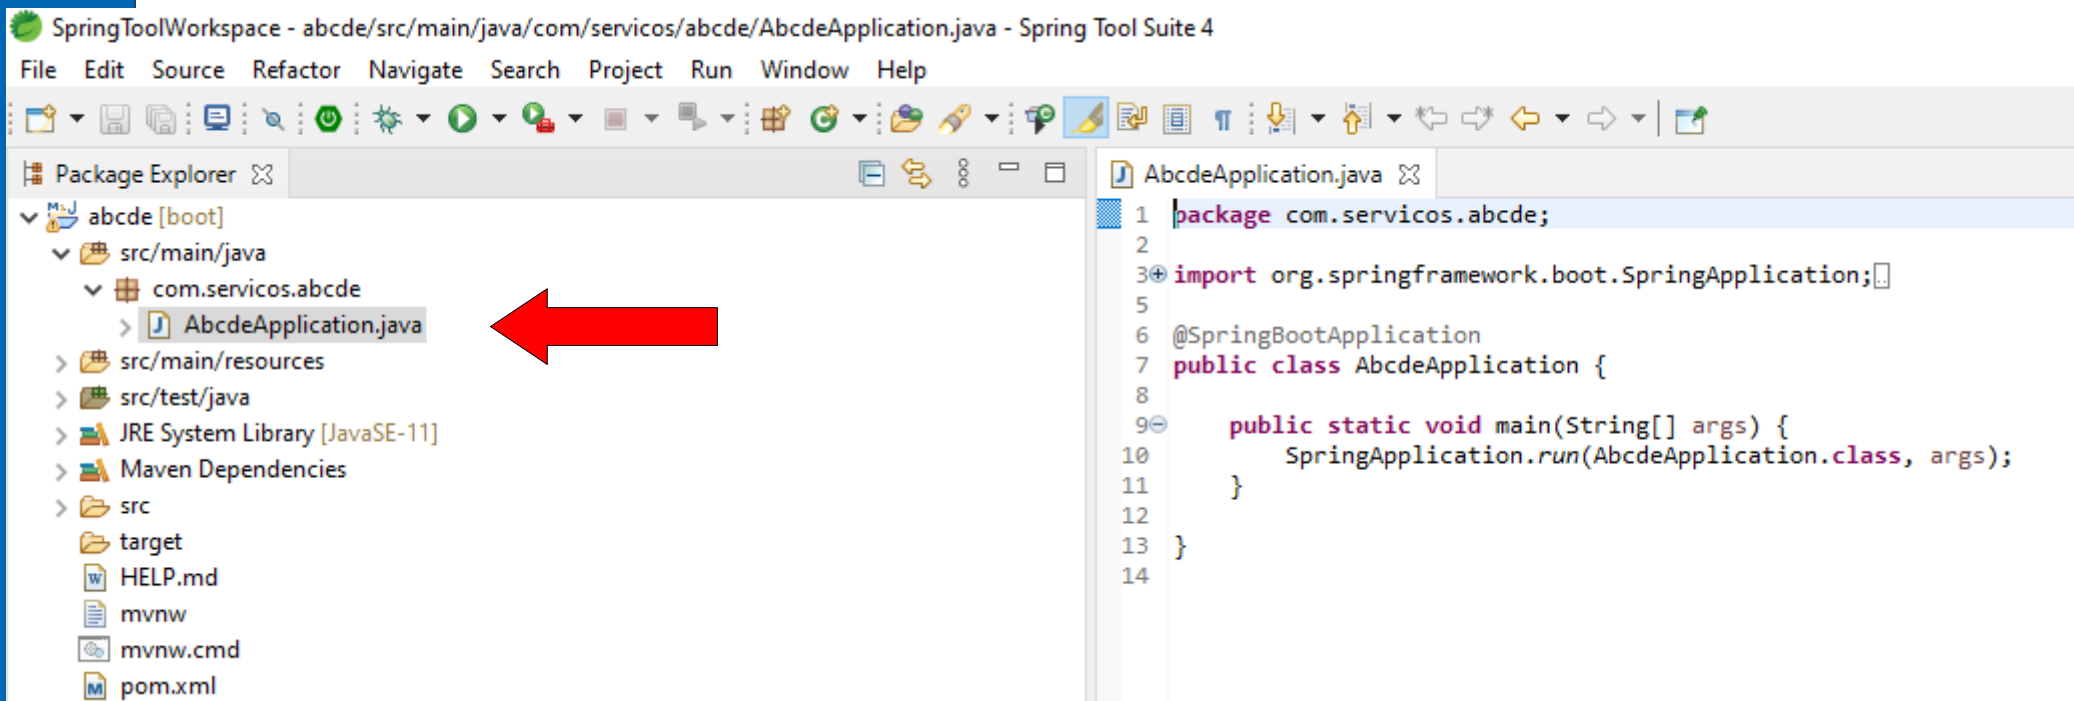 SpringToolWorkspace - abcde/src/main/java/com/servicos/abcde/AbcdeApplication.java - Spring Tool Suite 4
File Edit Source Refactor Navigate Search Project Run Window Help
Package Explorer
abcde [boot]
src/main/java
com.servicos.abcde
AbcdeApplication.java
src/main/resources
src/test/java
JRE System Library [JavaSE-11]
Maven Dependencies
src
target
HELP.md
mvnw
mvnw.cmd
pom.xml
AbcdeApplication.java
1 package com.servicos.abcde;
2
3 import org.springframework.boot.SpringApplication;
5
6 @SpringBootApplication
7 public class AbcdeApplication {
8
9 public static void main(String[] args) {
10 SpringApplication.run(AbcdeApplication.class, args);
11 }
12
13 }
14